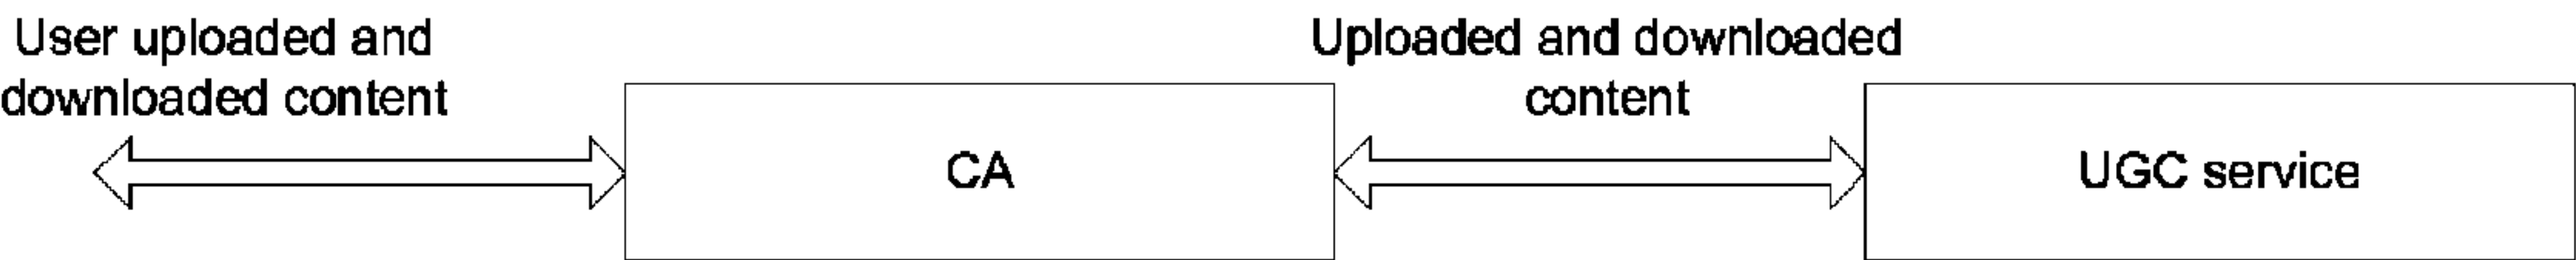 User uploaded and
downloaded content
CA
Uploaded and downloaded
content
UGC service